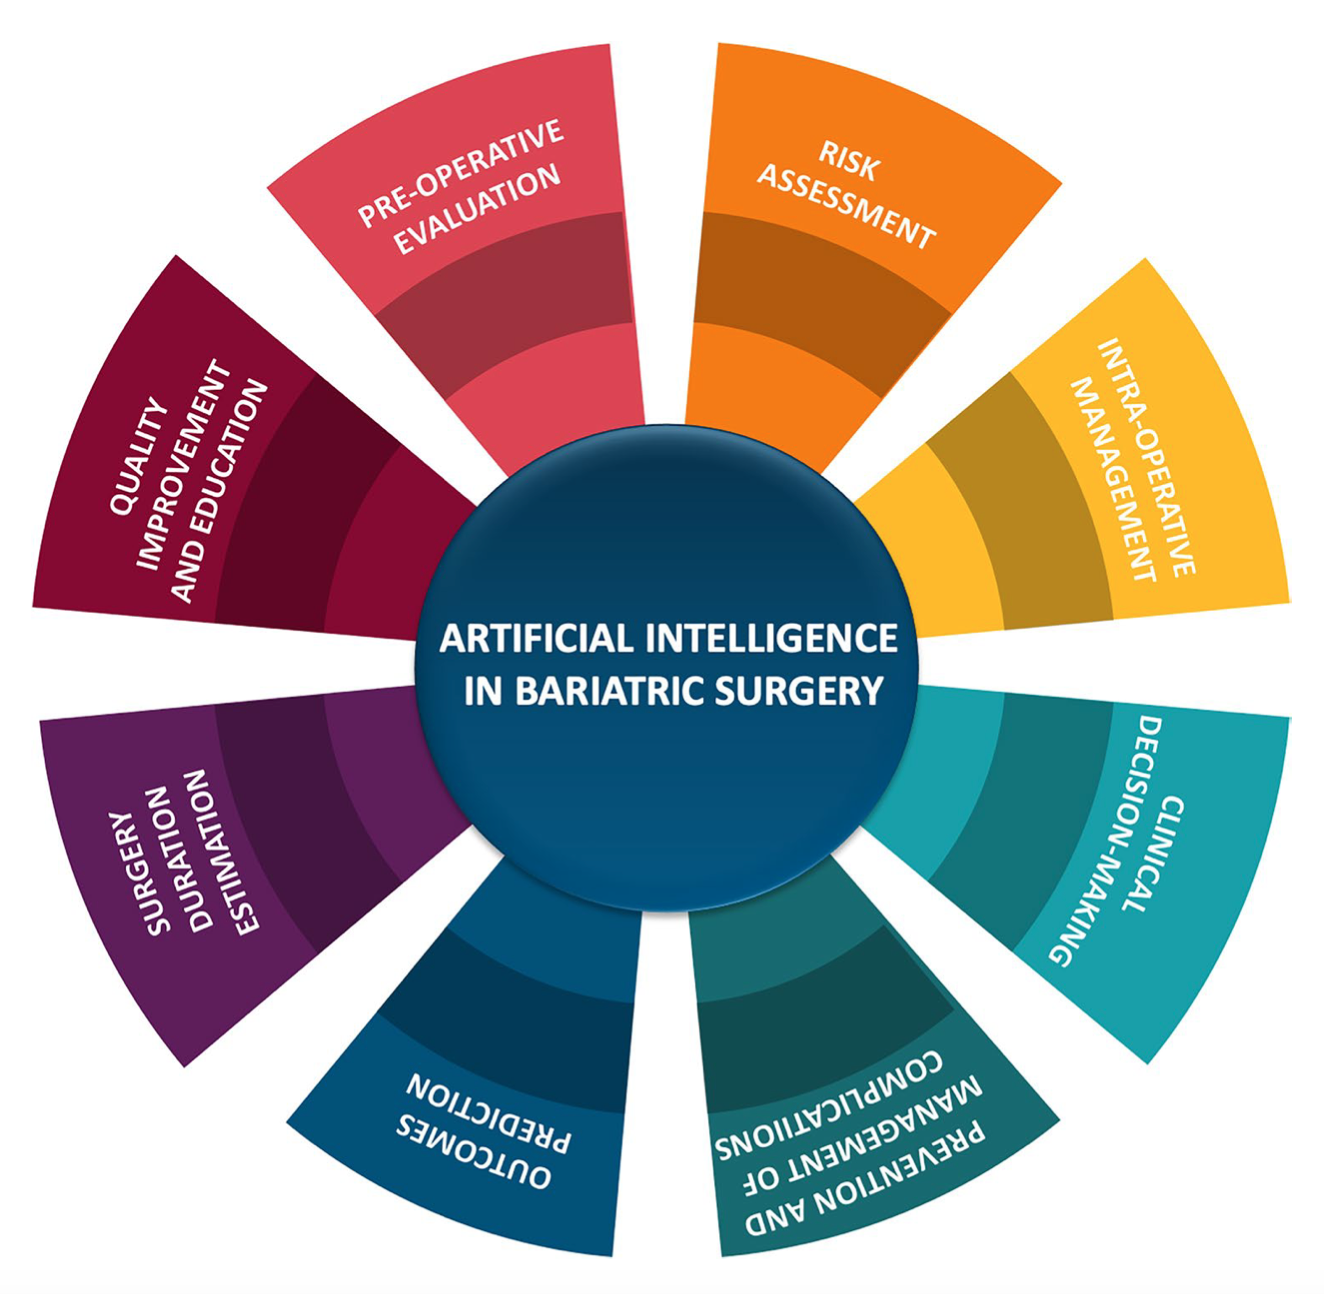 PRE-OPERATIVE
EVALUATION
RISK
ASSESSMENT
INTRA-OPERATIVE
MANAGEMENT
CLINICAL
DECISION-MAKING
PREVENTION AND
MANAGEMENT OF
COMPLICATIIONS
OUTCOMES
PREDICTION
SURGERY
DURATION
ESTIMATION
QUALITY
IMPROVEMENT
AND EDUCATION
ARTIFICIAL INTELLIGENCE
IN BARIATRIC SURGERY